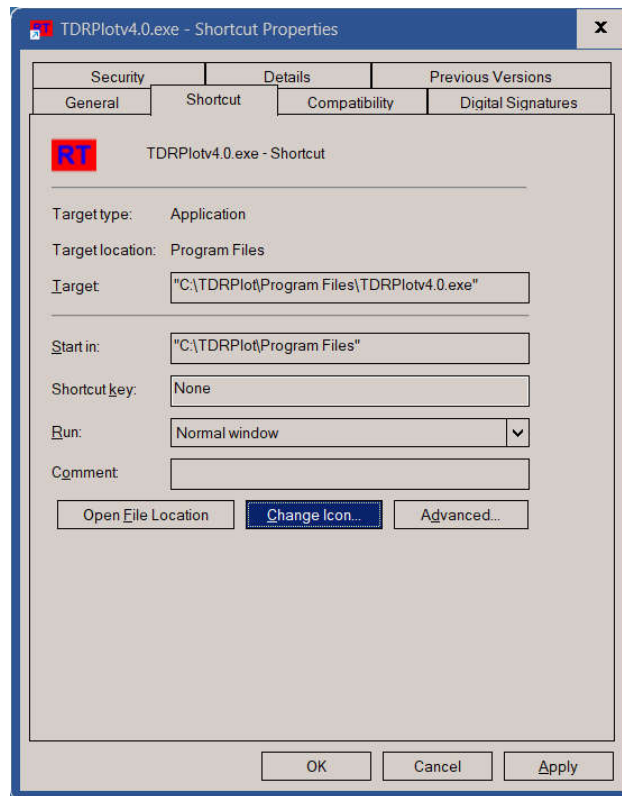 TDRPlotv4.0.exe - Shortcut Properties
x
Security Details Previous Versions
General Shortcut Compatibility Digital Signatures
RT TDRPlotv4.0.exe - Shortcut
Target type: Application
Target location: Program Files
Target: "C:\TDRPlot\Program Files\TDRPlotv4.0.exe"
Start in: "C:\TDRPlot\Program Files"
Shortcut key: None
Run: Normal window
Comment:
Open File Location Change Icon... Advanced...
OK Cancel Apply